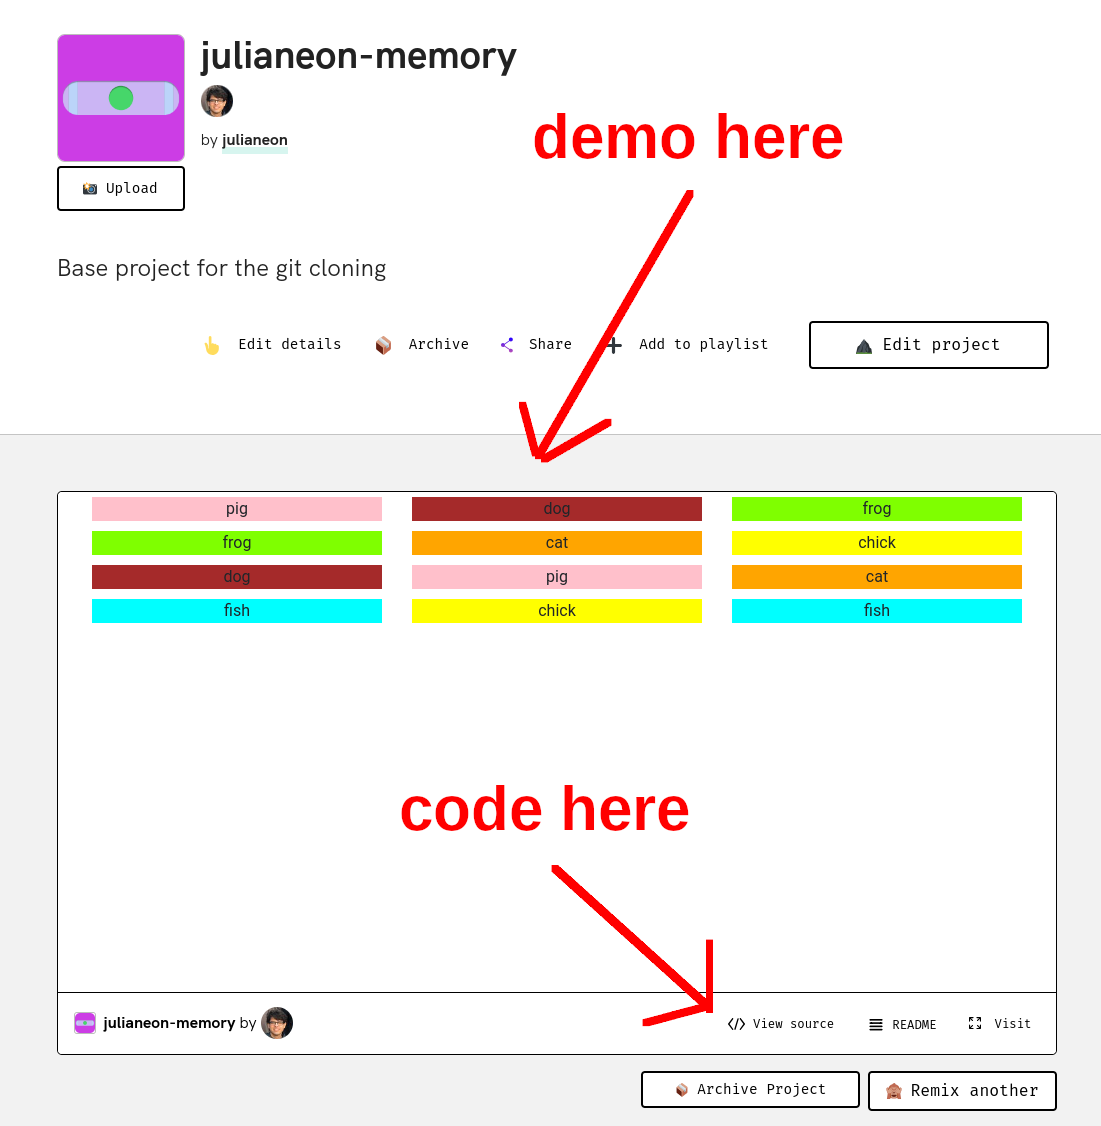 julianeon-memory
by julianeon
demo here
Upload
Base project for the git cloning
Edit details Archive Share Add to playlist Edit project
pig dog frog
frog cat chick
dog pig cat
fish chick fish
code here
julianeon-memory by
View source README Visit
Archive Project Remix another